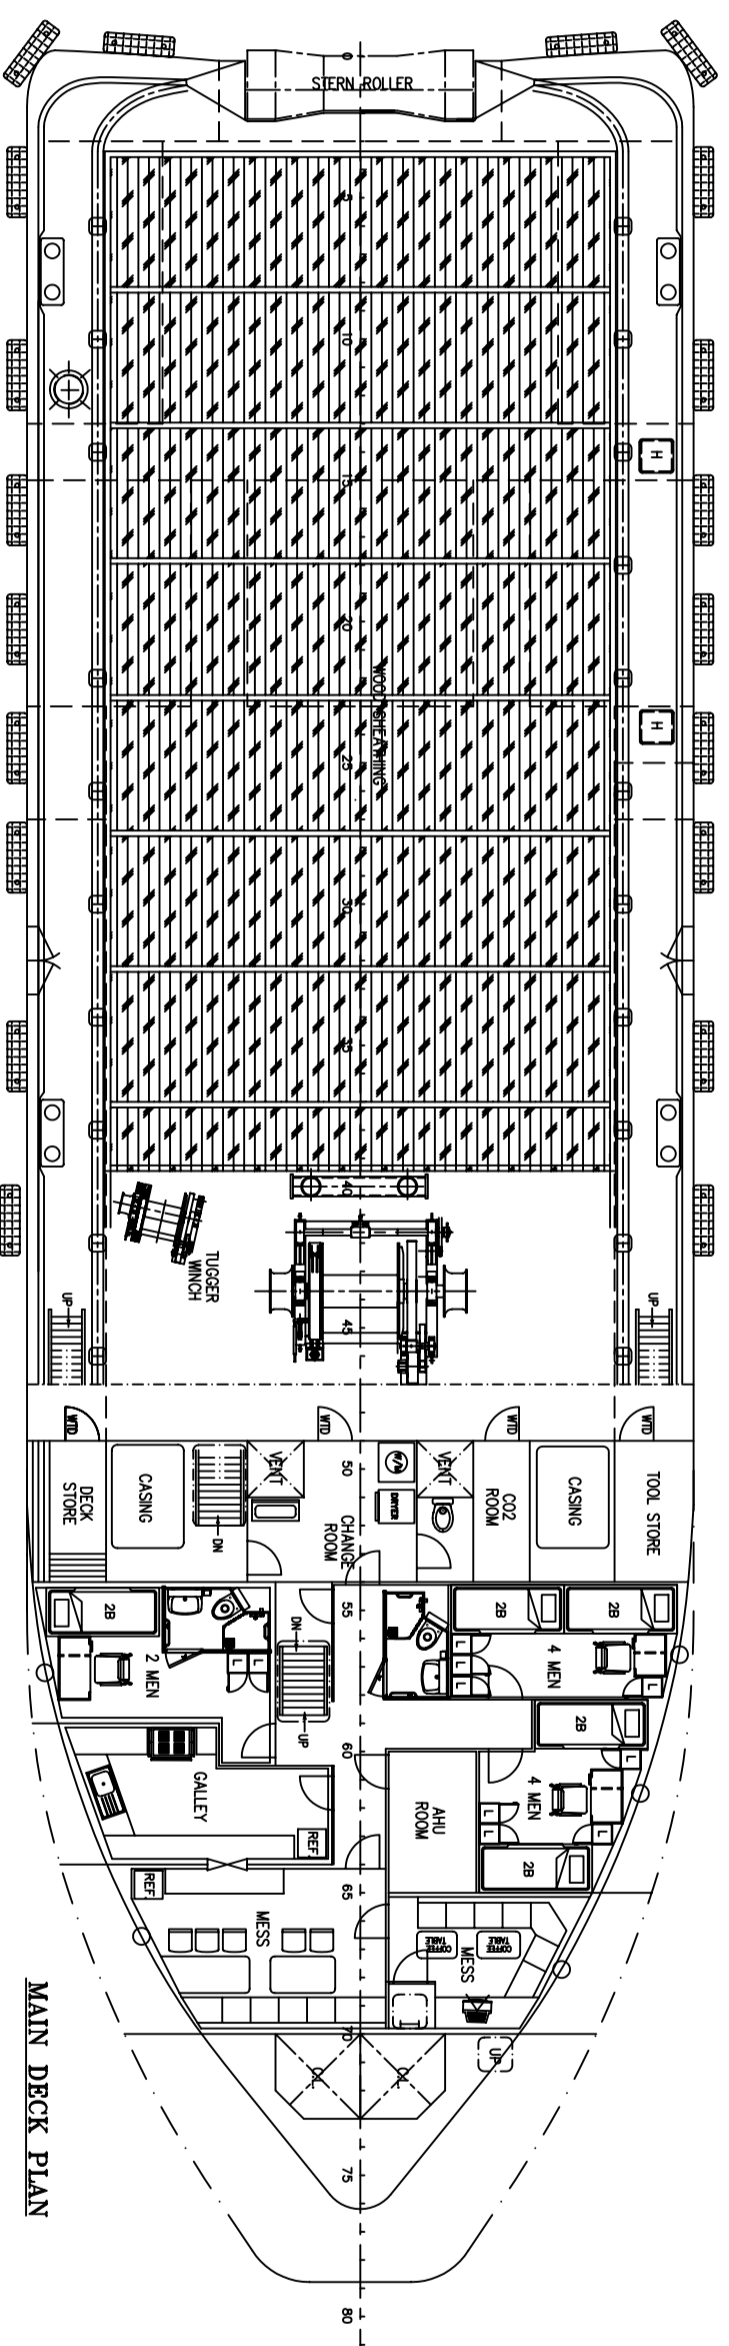 STERN ROLLER
0
5
10
H
15
20
WOOD SHEATHING
25
H
30
35
40
TUGGER
WINCH
45
UP
UP
WTD
WTD
WTD
WTD
50
DECK
STORE
CASING
DN
VENT
CHANGE
ROOM
W/M
DRYER
VENT
CO2
ROOM
CASING
TOOL STORE
2B
2 MEN
L
L
DN
UP
55
2B
2B
L
L
L
4 MEN
L
60
GALLEY
REF.
AHU
ROOM
2B
L
4 MEN
L
L
L
2B
65
REF.
MESS
COFFEE
TABLE
COFFEE
TABLE
MESS
70
UP
C.L.
C.L.
75
80
MAIN DECK PLAN